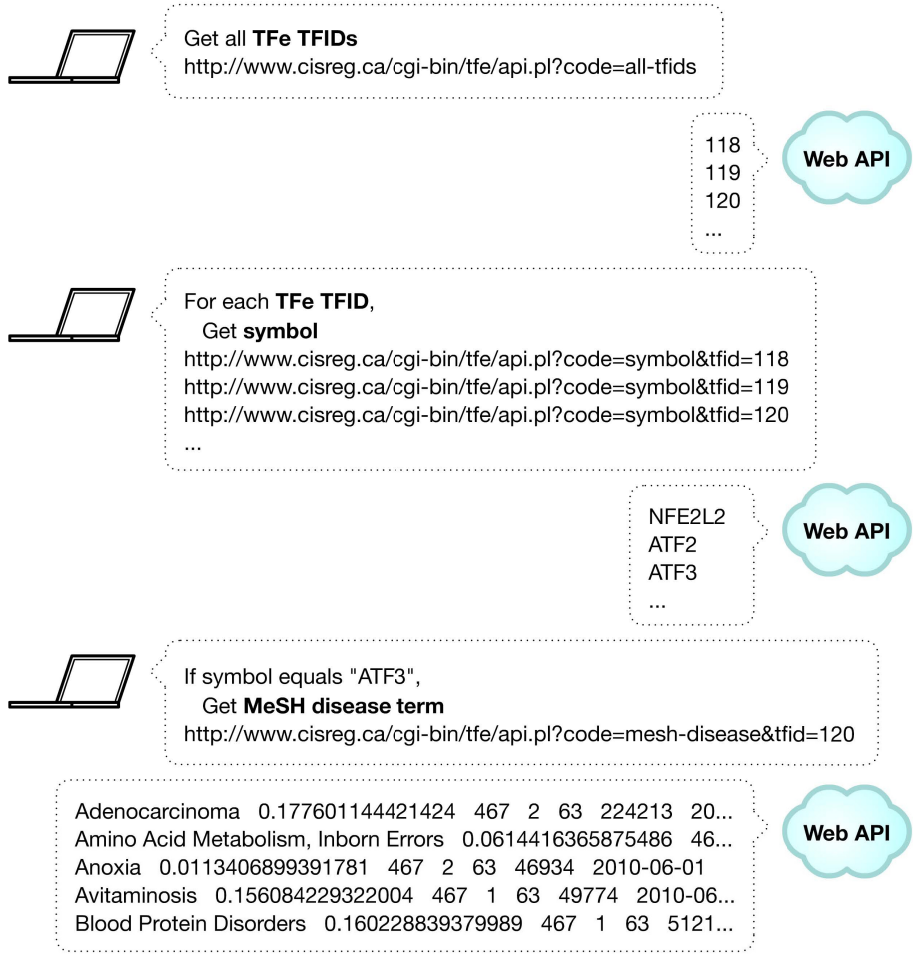 Get all TFe TFIDs
http://www.cisreg.ca/cgi-bin/tfe/api.pl?code=all-tfids
118
119
120
...
Web API
For each TFe TFID,
Get symbol
http://www.cisreg.ca/cgi-bin/tfe/api.pl?code=symbol&tfid=118
http://www.cisreg.ca/cgi-bin/tfe/api.pl?code=symbol&tfid=119
http://www.cisreg.ca/cgi-bin/tfe/api.pl?code=symbol&tfid=120
...
NFE2L2
ATF2
ATF3
...
Web API
If symbol equals "ATF3",
Get MeSH disease term
http://www.cisreg.ca/cgi-bin/tfe/api.pl?code=mesh-disease&tfid=120
Adenocarcinoma 0.177601144421424 467 2 63 224213 20...
Amino Acid Metabolism, Inborn Errors 0.0614416365875486 46...
Anoxia 0.0113406899391781 467 2 63 46934 2010-06-01
Avitaminosis 0.156084229322004 467 1 63 49774 2010-06...
Blood Protein Disorders 0.160228839379989 467 1 63 5121...
Web API